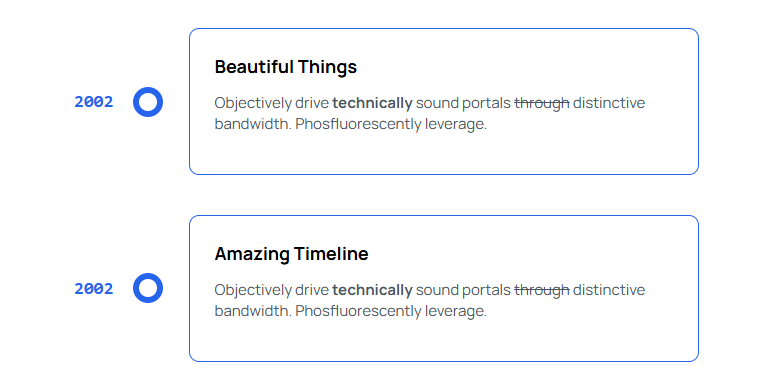 Beautiful Things
2002
Objectively drive technically sound portals through distinctive
bandwidth. Phosfluorescently leverage.
Amazing Timeline
2002
Objectively drive technically sound portals through distinctive
bandwidth. Phosfluorescently leverage.